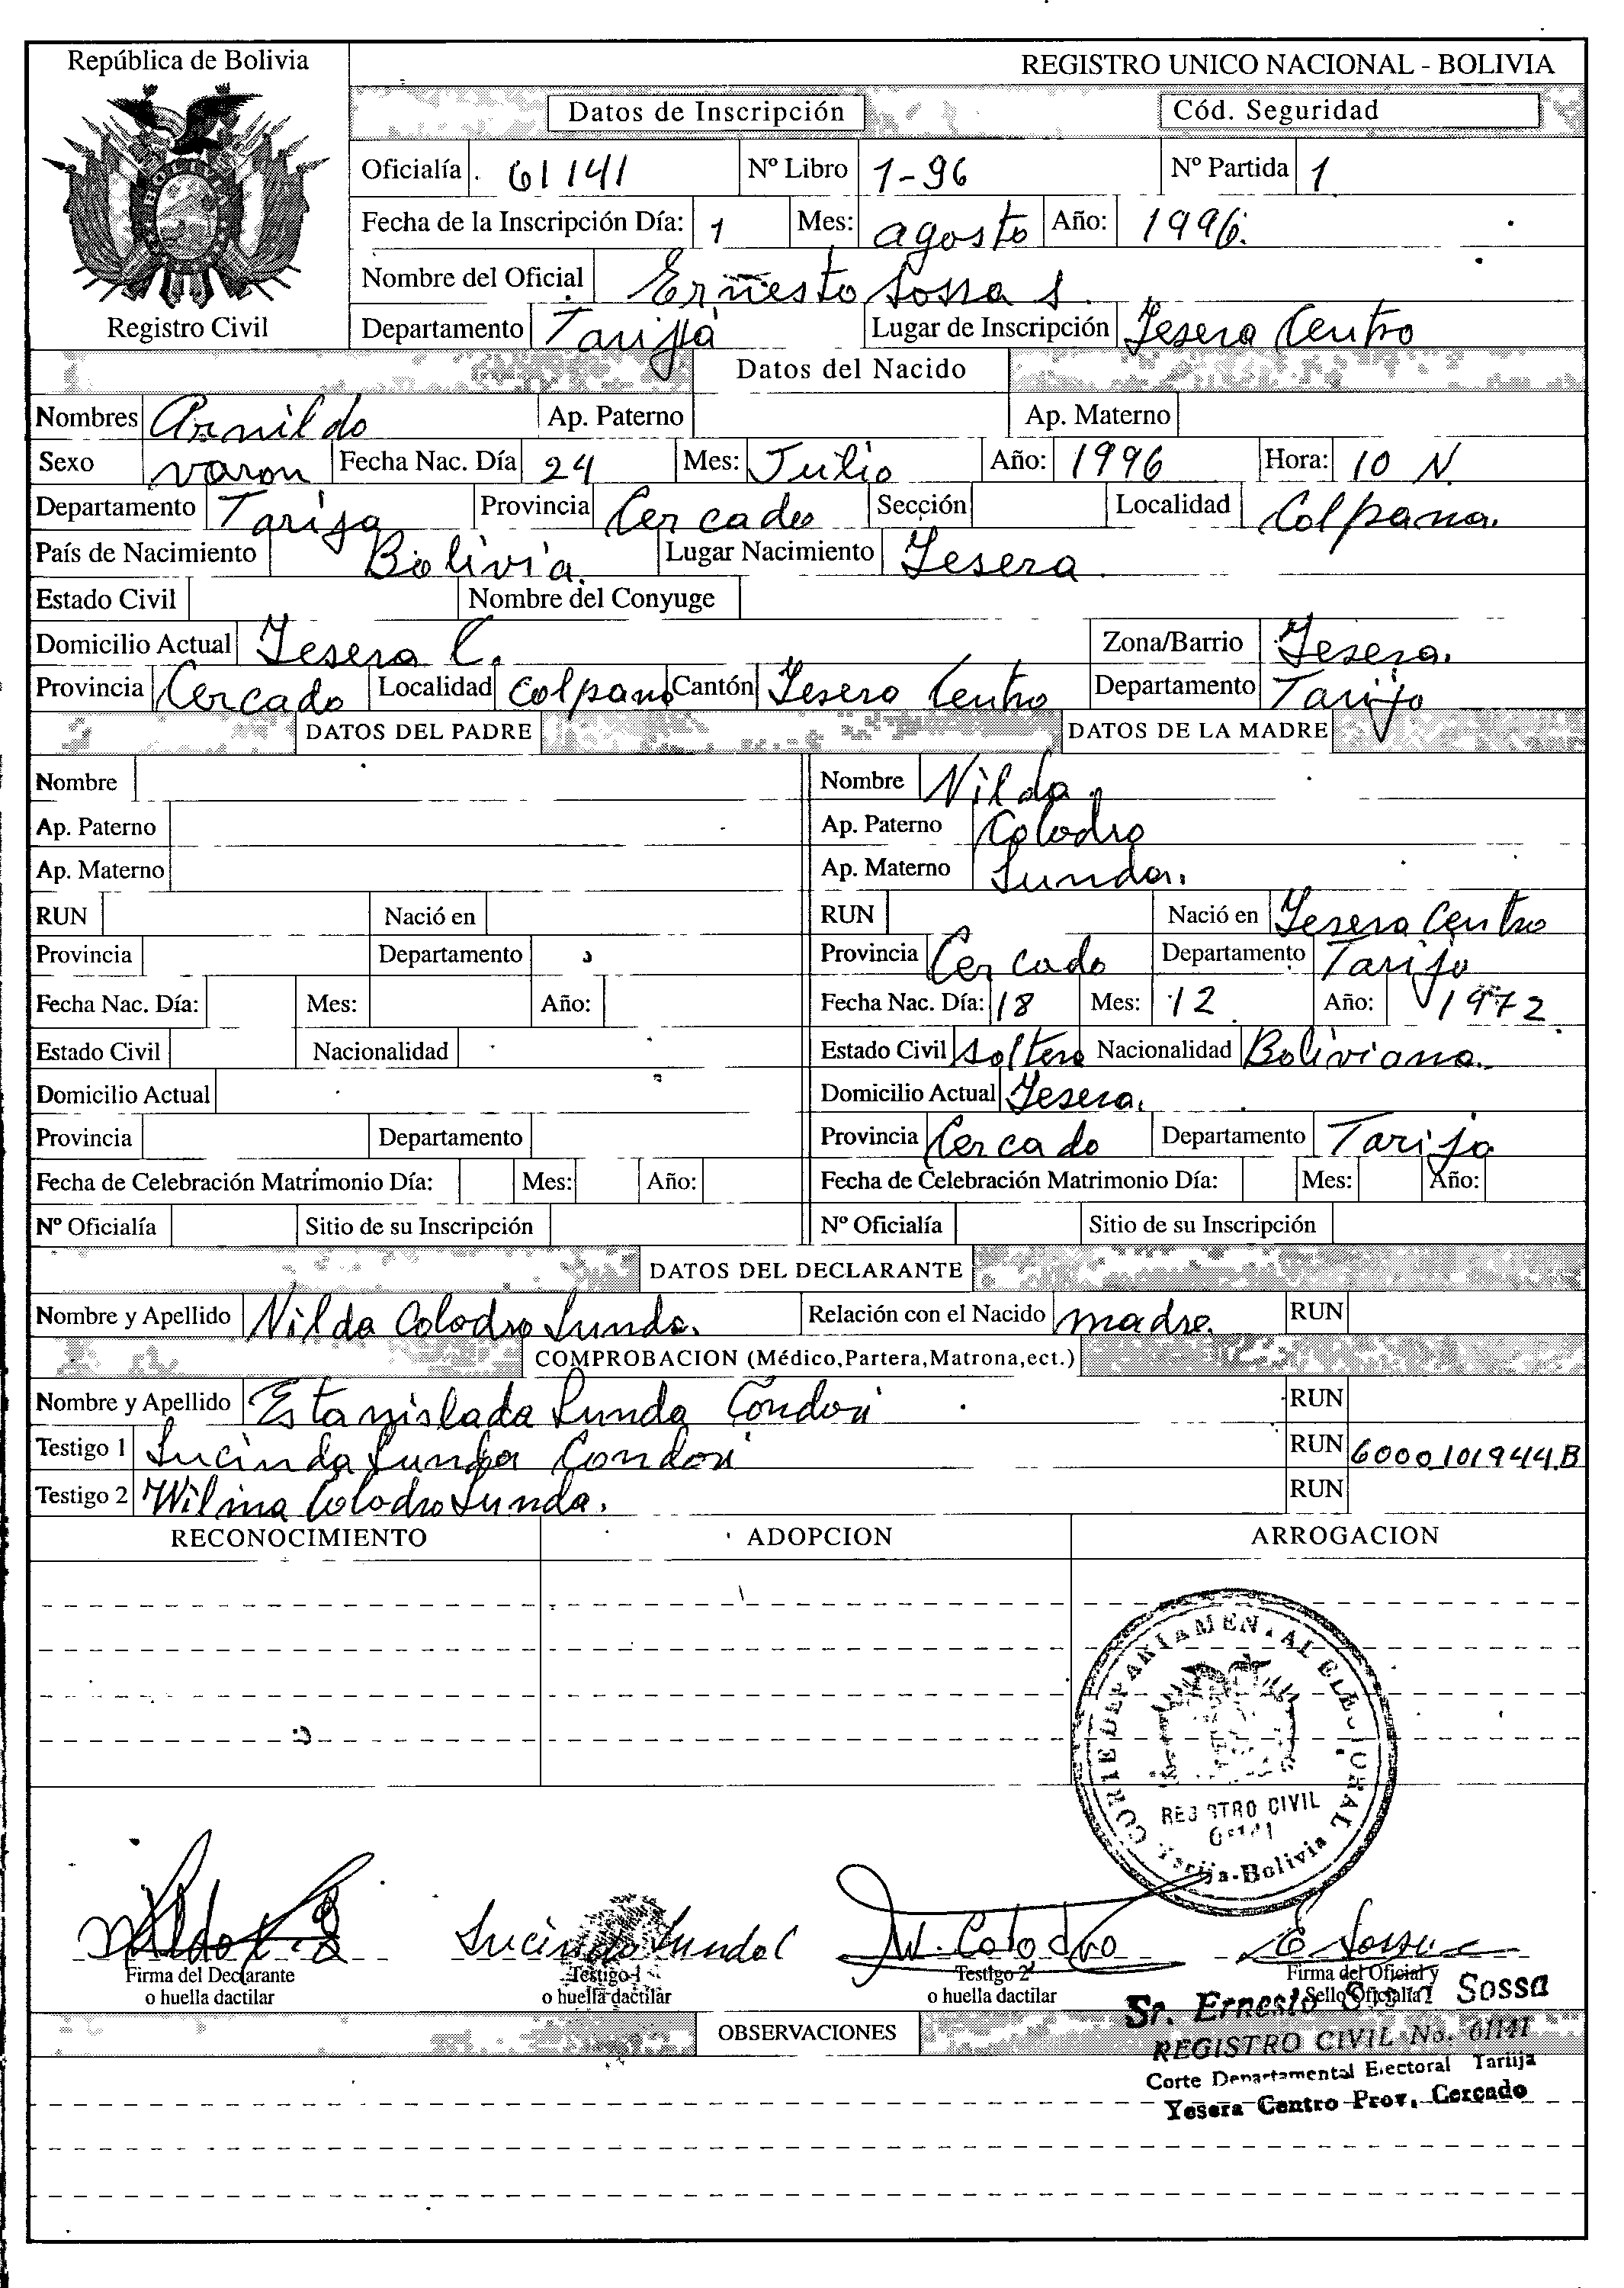 República de Bolivia
Registro Civil
REGISTRO UNICO NACIONAL - BOLIVIA
Datos de Inscripción Cód. Seguridad
Oficialía 61141 Nº Libro 1-96 Nº Partida 1
Fecha de la Inscripción Día: 1 Mes: agosto Año: 1996.
Nombre del Oficial Ernesto Sossa S.
Departamento Tarija Lugar de Inscripción Yesera Centro
Datos del Nacido
Nombres Arnildo Ap. Paterno Ap. Materno
Sexo varon Fecha Nac. Día 24 Mes: Julio Año: 1996 Hora: 10 N.
Departamento Tarija Provincia Cercado Sección Localidad Colpana.
País de Nacimiento Bolivia. Lugar Nacimiento Yesera
Estado Civil Nombre del Conyuge
Domicilio Actual Yesera C. Zona/Barrio Yesera.
Provincia Cercado Localidad Colpana Cantón Yesera Centro Departamento Tarija
DATOS DEL PADRE DATOS DE LA MADRE
Nombre Nombre Nilda
Ap. Paterno Ap. Paterno Colodro
Ap. Materno Ap. Materno Sunda.
RUN Nació en RUN Nació en Yesera Centro
Provincia Departamento Provincia Cercado Departamento Tarija
Fecha Nac. Día: Mes: Año: Fecha Nac. Día: 18 Mes: 12 Año: 1972
Estado Civil Nacionalidad Estado Civil soltera Nacionalidad Boliviana.
Domicilio Actual Domicilio Actual Yesera.
Provincia Departamento Provincia Cercado Departamento Tarija
Fecha de Celebración Matrimonio Día: Mes: Año: Fecha de Celebración Matrimonio Día: Mes: Año:
Nº Oficialía Sitio de su Inscripción Nº Oficialía Sitio de su Inscripción
DATOS DEL DECLARANTE
Nombre y Apellido Nilda Colodro Sunda. Relación con el Nacido madre. RUN
COMPROBACION (Médico,Partera,Matrona,ect.)
Nombre y Apellido Estanislada Sunda Condori RUN
Testigo 1 Lucinda Sunda Condori RUN 6000101944B
Testigo 2 Wilma Colodro Sunda. RUN
RECONOCIMIENTO ADOPCION ARROGACION
CORTE DEPARTAMENTAL ELECTORAL
REGISTRO CIVIL
61141
Tarija-Bolivia
Lucinda Sunda C W. Colodro E Sossa
Firma del Declarante Testigo 1 Testigo 2 Firma del Oficial y
o huella dactilar o huella dactilar o huella dactilar Sello Oficialía
Sr. Ernesto Sossa
OBSERVACIONES REGISTRO CIVIL No. 61141
Corte Departamental Electoral Tarija
Yesera Centro Prov. Cercado